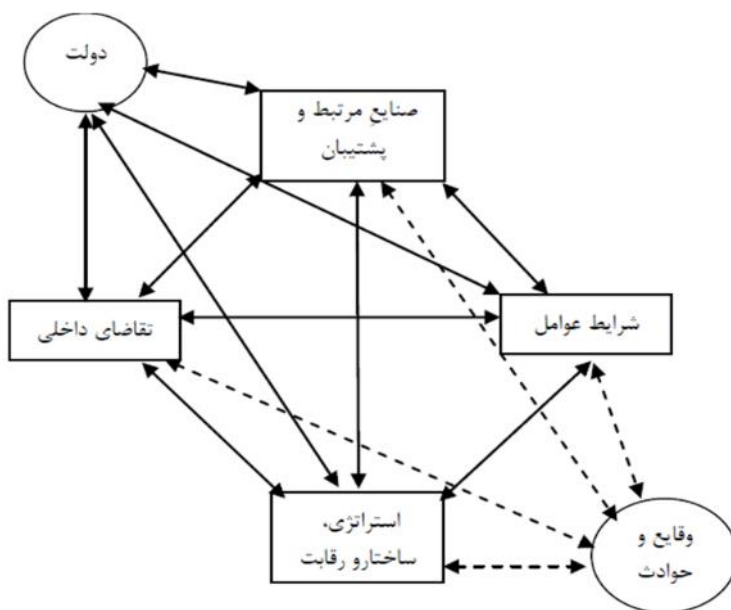 دولت
صنایعِ مرتبط و
پشتیبان
شرایط عوامل
تقاضای داخلی
استراتژی،
ساختارو رقابت
وقایع و
حوادث